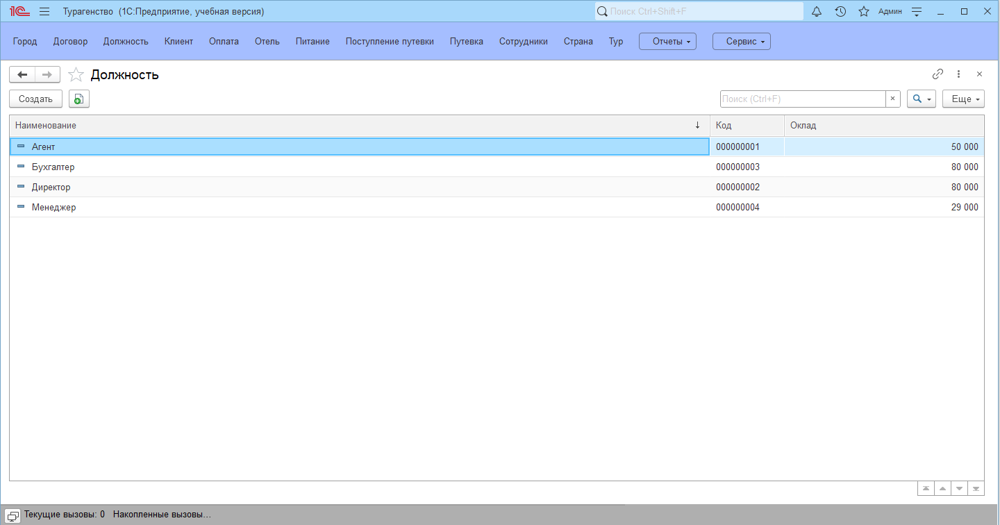 1С Турагенство (1С:Предприятие, учебная версия) Поиск Ctrl+Shift+F Админ
Город Договор Должность Клиент Оплата Отель Питание Поступление путевки Путевка Сотрудники Страна Тур Отчеты Сервис
Должность
Создать Поиск (Ctrl+F) × Еще
Наименование ↓ Код Оклад
Агент 000000001 50 000
Бухгалтер 000000003 80 000
Директор 000000002 80 000
Менеджер 000000004 29 000
Текущие вызовы: 0 Накопленные вызовы...